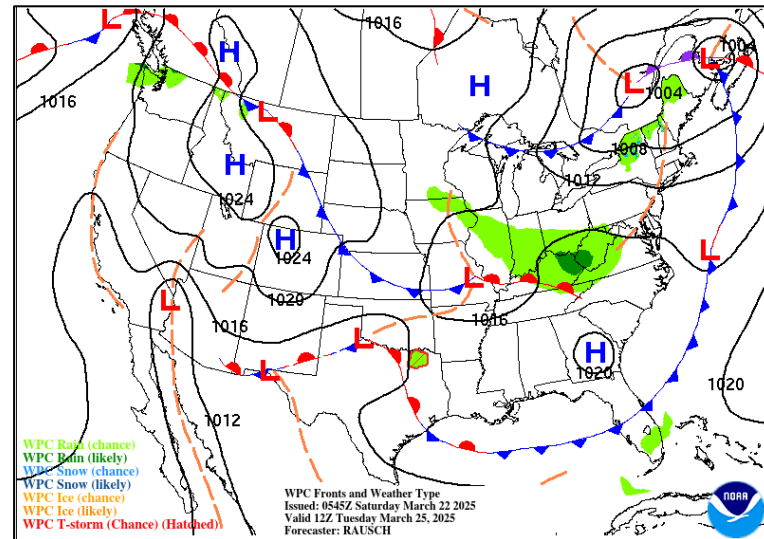 1016
L
H
H
1004
L
1016
L
1004
L
H
1008
1012
1024
H
1024
L
1020
L
L
1016
1016
L
H
1020
L
1020
1012
WPC Rain (chance)
WPC Rain (likely)
WPC Snow (chance)
WPC Snow (likely)
WPC Ice (chance)
WPC Ice (likely)
WPC T-storm (Chance) (Hatched)
WPC Fronts and Weather Type
Issued: 0545Z Saturday March 22 2025
Valid 12Z Tuesday March 25, 2025
Forecaster: RAUSCH
NOAA